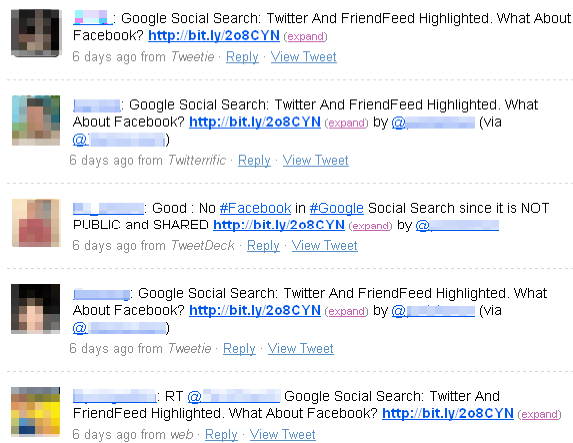 : Google Social Search: Twitter And FriendFeed Highlighted. What About
Facebook? http://bit.ly/2o8CYN (expand)
6 days ago from Tweetie · Reply · View Tweet
: Google Social Search: Twitter And FriendFeed Highlighted. What
About Facebook? http://bit.ly/2o8CYN (expand) by @ (via
@ )
6 days ago from Twitterrific · Reply · View Tweet
: Good : No #Facebook in #Google Social Search since it is NOT
PUBLIC and SHARED http://bit.ly/2o8CYN (expand) by @
6 days ago from TweetDeck · Reply · View Tweet
: Google Social Search: Twitter And FriendFeed Highlighted. What
About Facebook? http://bit.ly/2o8CYN (expand) by @ (via
@ )
6 days ago from Tweetie · Reply · View Tweet
: RT @ Google Social Search: Twitter And
FriendFeed Highlighted. What About Facebook? http://bit.ly/2o8CYN (expand)
6 days ago from web · Reply · View Tweet